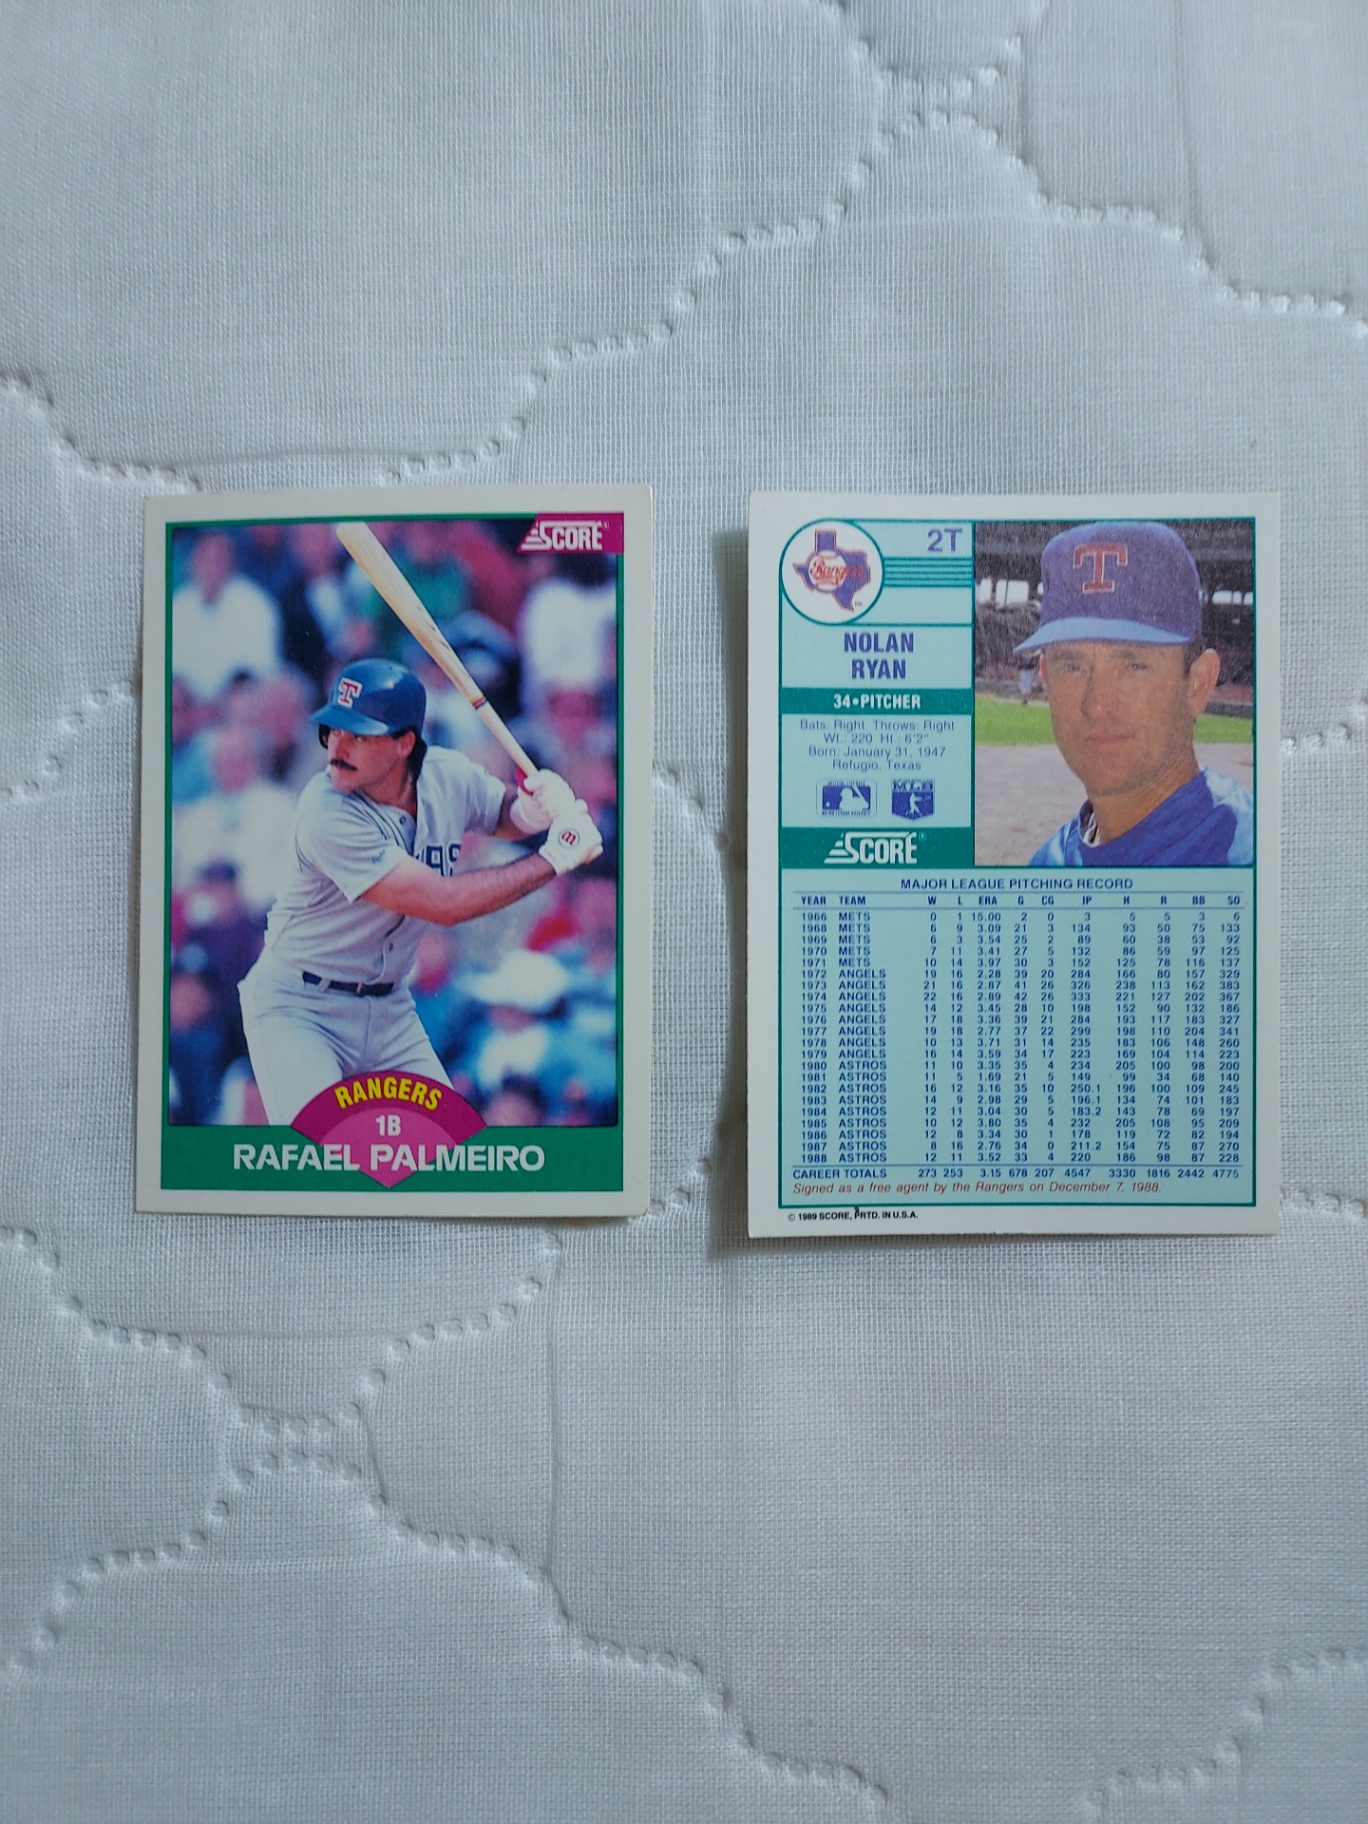 SCORE
T
RANGERS
1B
RAFAEL PALMEIRO
Rangers
2T
T
NOLAN
RYAN
34•PITCHER
Bats: Right Throws: Right
Wt.: 220 Ht.: 6'2"
Born: January 31, 1947
Refugio, Texas
MLB
SCORE
MAJOR LEAGUE PITCHING RECORD
YEAR TEAM W L ERA G CG IP H R BB SO
1966 METS 0 1 15.00 2 0 3 5 5 3 6
1968 METS 6 9 3.09 21 3 134 93 50 75 133
1969 METS 6 3 3.54 25 2 89 60 38 53 92
1970 METS 7 11 3.41 27 5 132 86 59 97 125
1971 METS 10 14 3.97 30 3 152 125 78 116 137
1972 ANGELS 19 16 2.28 39 20 284 166 80 157 329
1973 ANGELS 21 16 2.87 41 26 326 238 113 162 383
1974 ANGELS 22 16 2.89 42 26 333 221 127 202 367
1975 ANGELS 14 12 3.45 28 10 198 152 90 132 186
1976 ANGELS 17 18 3.36 39 21 284 193 117 183 327
1977 ANGELS 19 18 2.77 37 22 299 198 110 204 341
1978 ANGELS 10 13 3.71 31 14 235 183 106 148 260
1979 ANGELS 16 14 3.59 34 17 223 169 104 114 223
1980 ASTROS 11 10 3.35 35 4 234 205 100 98 200
1981 ASTROS 11 5 1.69 21 5 149 99 34 68 140
1982 ASTROS 16 12 3.16 35 10 250.1 196 100 109 245
1983 ASTROS 14 9 2.98 29 5 196.1 134 74 101 183
1984 ASTROS 12 11 3.04 30 5 183.2 143 78 69 197
1985 ASTROS 10 12 3.80 35 4 232 205 108 95 209
1986 ASTROS 12 8 3.34 30 1 178 119 72 82 194
1987 ASTROS 8 16 2.76 34 0 211.2 154 75 87 270
1988 ASTROS 12 11 3.52 33 4 220 186 98 87 228
CAREER TOTALS 273 253 3.15 678 207 4547 3330 1816 2442 4775
Signed as a free agent by the Rangers on December 7, 1988.
© 1989 SCORE, PRTD. IN U.S.A.